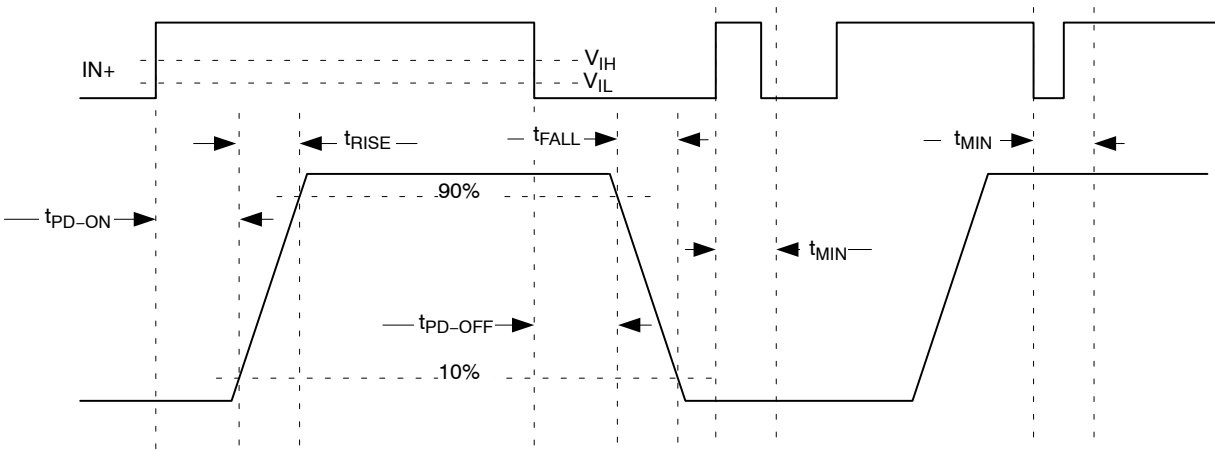 IN+
VIH
VIL
tRISE
tFALL
tMIN
90%
tPD–ON
tMIN
tPD–OFF
10%